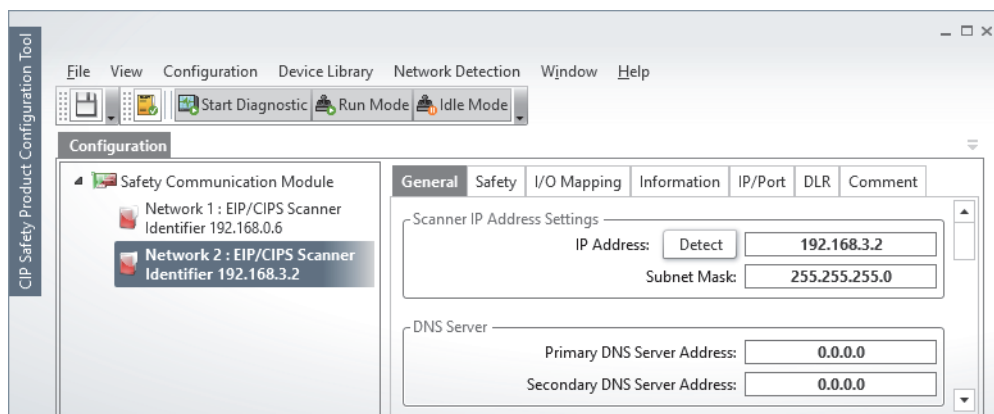 CIP Safety Product Configuration Tool
File View Configuration Device Library Network Detection Window Help
Start Diagnostic Run Mode Idle Mode
Configuration
Safety Communication Module
Network 1 : EIP/CIPS Scanner
Identifier 192.168.0.6
Network 2 : EIP/CIPS Scanner
Identifier 192.168.3.2
General Safety I/O Mapping Information IP/Port DLR Comment
Scanner IP Address Settings
IP Address: Detect 192.168.3.2
Subnet Mask: 255.255.255.0
DNS Server
Primary DNS Server Address: 0.0.0.0
Secondary DNS Server Address: 0.0.0.0